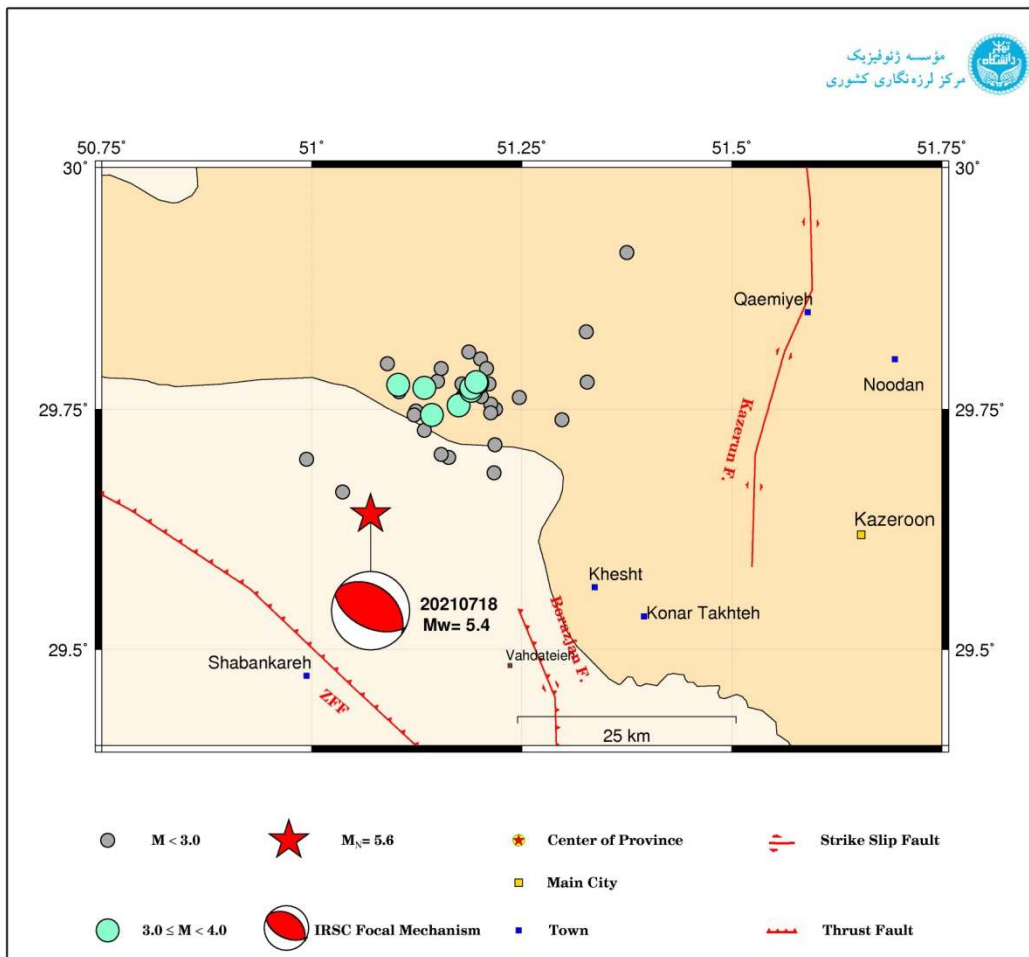 مؤسسه ژئوفیزیک
مرکز لرزه نگاری کشوری
دانشگاه تهران
50.75° 51° 51.25° 51.5° 51.75°
30° 30°
Qaemiyeh
Noodan
29.75° 29.75°
Kazerun F.
Kazeroon
Khesht
Konar Takhteh
20210718
Mw= 5.4
Borazjan F.
29.5° 29.5°
Vahdateieh
Shabankareh
ZFF
25 km
M < 3.0
M_N= 5.6
Center of Province
Strike Slip Fault
Main City
3.0 ≤ M < 4.0
IRSC Focal Mechanism
Town
Thrust Fault